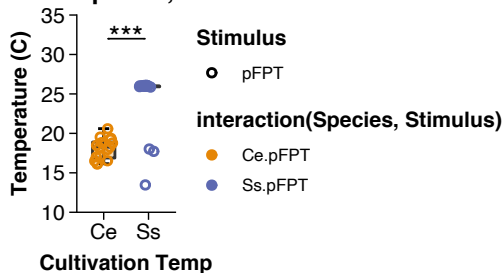 35
***
30
25
20
15
10
Temperature (C)
Ce Ss
Cultivation Temp
Stimulus
pFPT
interaction(Species, Stimulus)
Ce.pFPT
Ss.pFPT